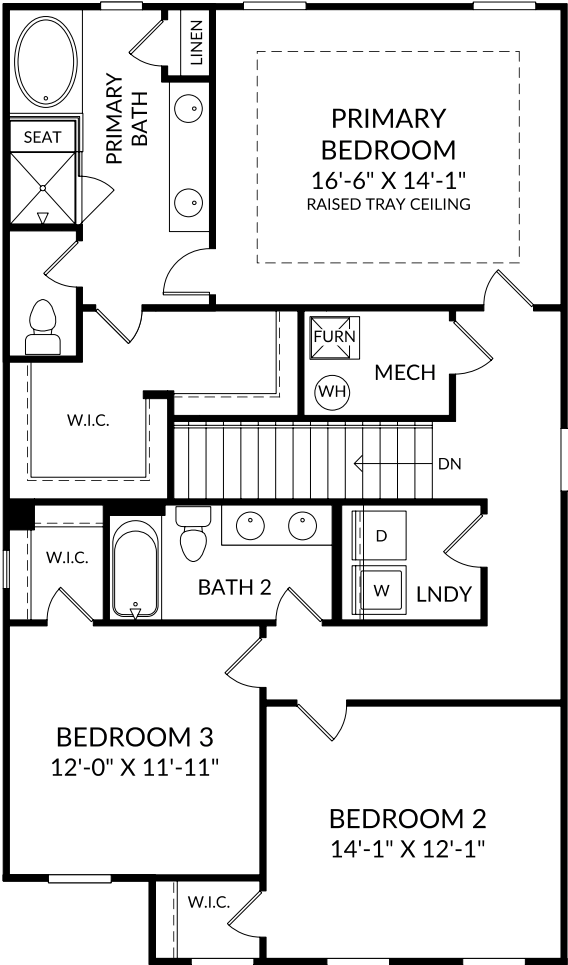 LINEN
PRIMARY
BATH
SEAT
PRIMARY
BEDROOM
16'-6" X 14'-1"
RAISED TRAY CEILING
FURN
WH
MECH
W.I.C.
DN
W.I.C.
BATH 2
D
W
LNDY
BEDROOM 3
12'-0" X 11'-11"
BEDROOM 2
14'-1" X 12'-1"
W.I.C.